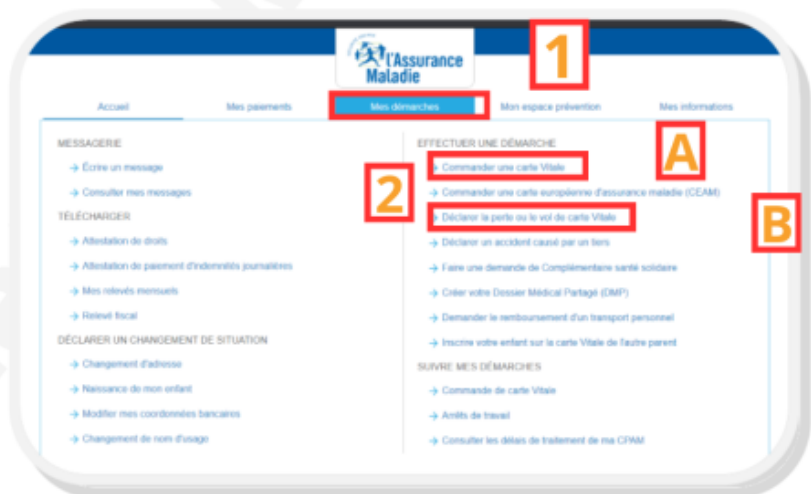 l'Assurance
Maladie
1
Accueil
Mes paiements
Mes démarches
Mon espace prévention
Mes informations
MESSAGERIE
→ Écrire un message
→ Consulter mes messages
TÉLÉCHARGER
→ Attestation de droits
→ Attestation de paiement d'indemnités journalières
→ Mes relevés mensuels
→ Relevé fiscal
DÉCLARER UN CHANGEMENT DE SITUATION
→ Changement d'adresse
→ Naissance de mon enfant
→ Modifier mes coordonnées bancaires
→ Changement de nom d'usage
2
EFFECTUER UNE DÉMARCHE
→ Commander une carte Vitale
A
→ Commander une carte européenne d'assurance maladie (CEAM)
→ Déclarer la perte ou le vol de carte Vitale
B
→ Déclarer un accident causé par un tiers
→ Faire une demande de Complémentaire santé solidaire
→ Créer votre Dossier Médical Partagé (DMP)
→ Demander le remboursement d'un transport personnel
→ Inscrire votre enfant sur la carte Vitale de l'autre parent
SUIVRE MES DÉMARCHES
→ Commande de carte Vitale
→ Arrêts de travail
→ Consulter les délais de traitement de ma CPAM